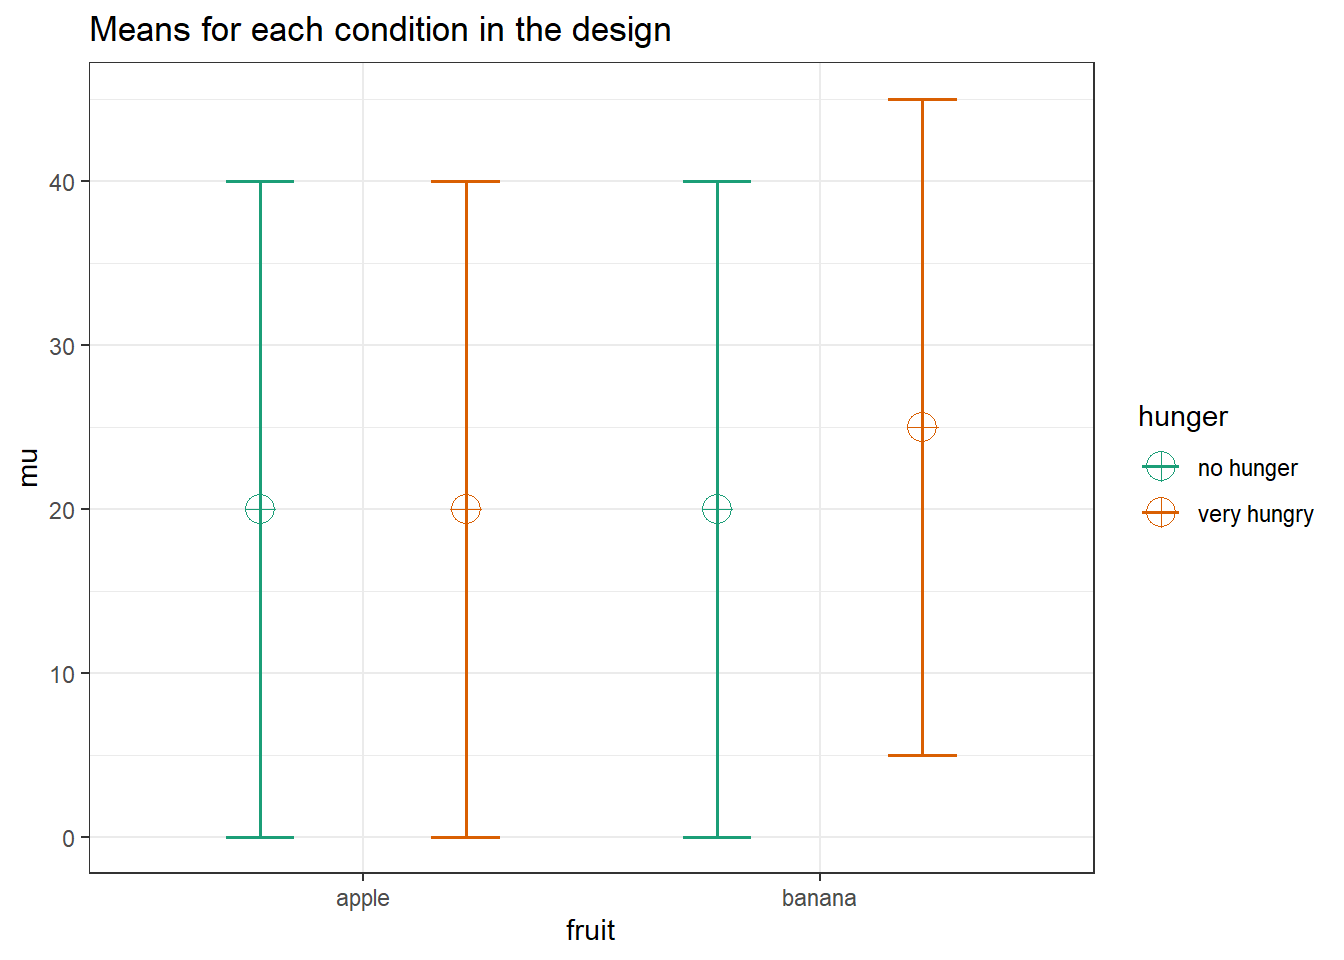 Means for each condition in the design
mu
40
30
20
10
0
apple banana
fruit
hunger
no hunger
very hungry